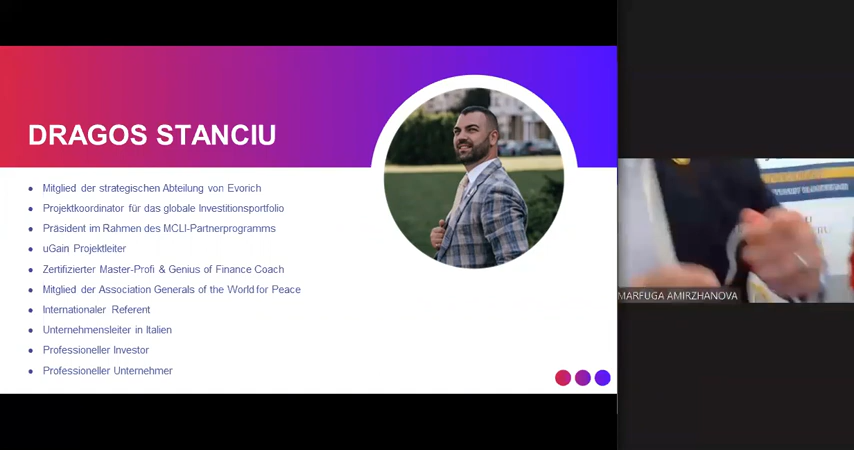 DRAGOS STANCIU
Mitglied der strategischen Abteilung von Evorich
Projektkoordinator für das globale Investitionsportfolio
Präsident im Rahmen des MCLI-Partnerprogramms
uGain Projektleiter
Zertifizierter Master-Profi & Genius of Finance Coach
Mitglied der Association Generals of the World for Peace
Internationaler Referent
Unternehmensleiter in Italien
Professioneller Investor
Professioneller Unternehmer
MARFUGA AMIRZHANOVA